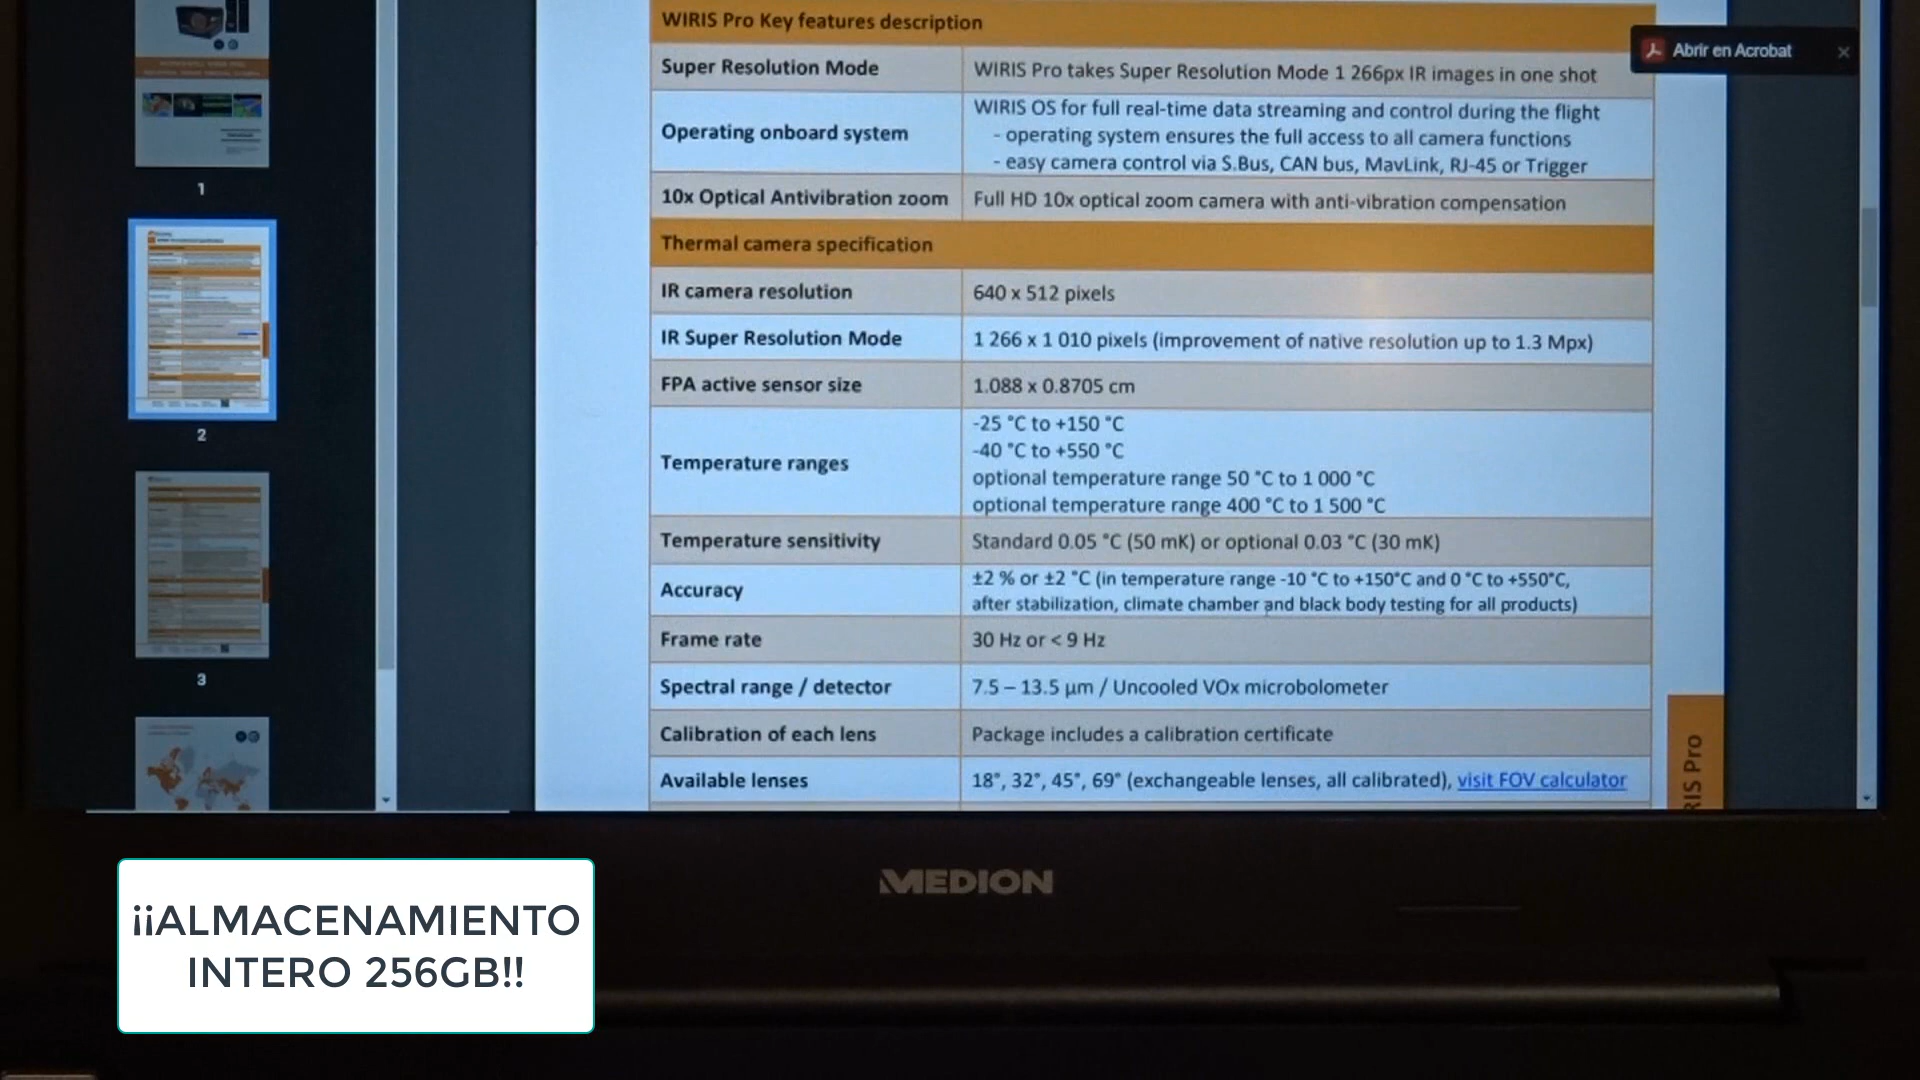 WIRIS Pro Key features description
Abrir en Acrobat
Super Resolution Mode
WIRIS Pro takes Super Resolution Mode 1 266px IR images in one shot
Operating onboard system
WIRIS OS for full real-time data streaming and control during the flight
- operating system ensures the full access to all camera functions
- easy camera control via S.Bus, CAN bus, MavLink, RJ-45 or Trigger
10x Optical Antivibration zoom
Full HD 10x optical zoom camera with anti-vibration compensation
Thermal camera specification
IR camera resolution
640 x 512 pixels
IR Super Resolution Mode
1 266 x 1 010 pixels (improvement of native resolution up to 1.3 Mpx)
FPA active sensor size
1.088 x 0.8705 cm
Temperature ranges
-25 °C to +150 °C
-40 °C to +550 °C
optional temperature range 50 °C to 1 000 °C
optional temperature range 400 °C to 1 500 °C
Temperature sensitivity
Standard 0.05 °C (50 mK) or optional 0.03 °C (30 mK)
Accuracy
±2 % or ±2 °C (in temperature range -10 °C to +150°C and 0 °C to +550°C,
after stabilization, climate chamber and black body testing for all products)
Frame rate
30 Hz or < 9 Hz
Spectral range / detector
7.5 – 13.5 µm / Uncooled VOx microbolometer
Calibration of each lens
Package includes a calibration certificate
Available lenses
18°, 32°, 45°, 69° (exchangeable lenses, all calibrated), visit FOV calculator
RIS Pro
1
2
3
MEDION
¡¡ALMACENAMIENTO
INTERO 256GB!!